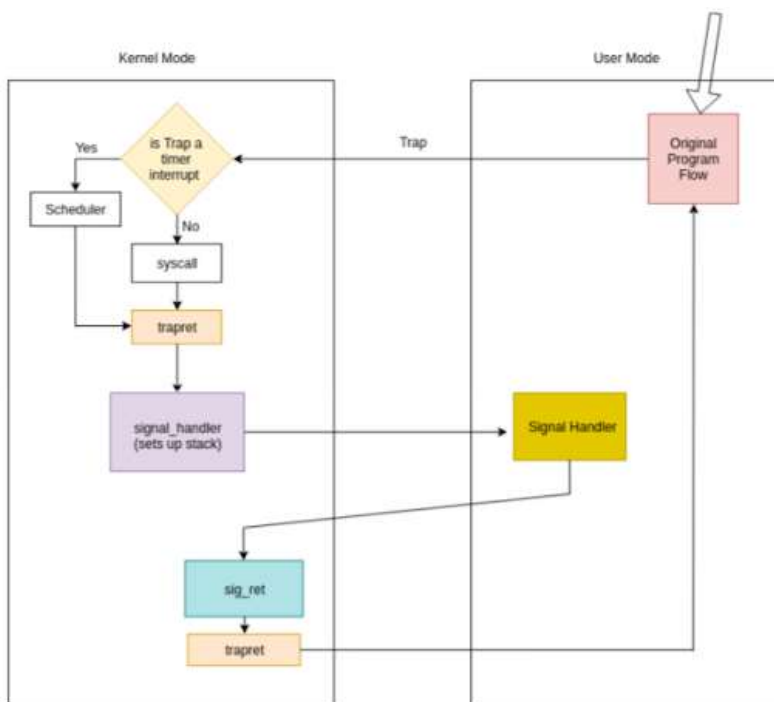 Kernel Mode
User Mode
is Trap a
timer
interrupt
Yes
Trap
Original
Program
Flow
Scheduler
No
syscall
trapret
signal_handler
(sets up stack)
Signal Handler
sig_ret
trapret